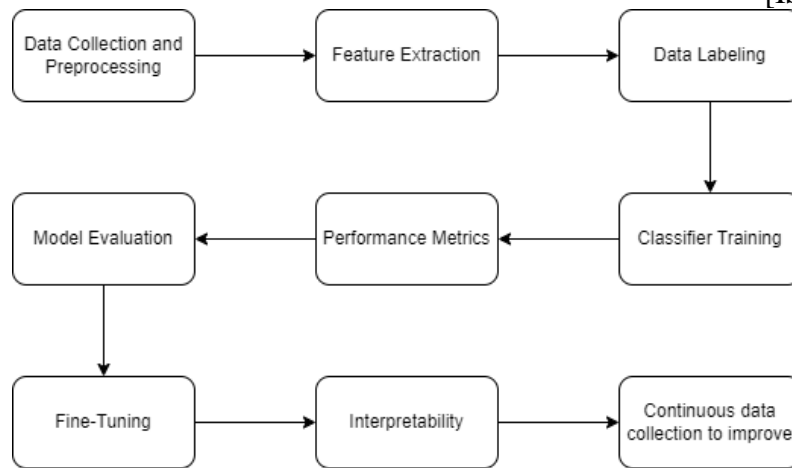 Data Collection and
Preprocessing
Feature Extraction
Data Labeling
Model Evaluation
Performance Metrics
Classifier Training
Fine-Tuning
Interpretability
Continuous data
collection to improve